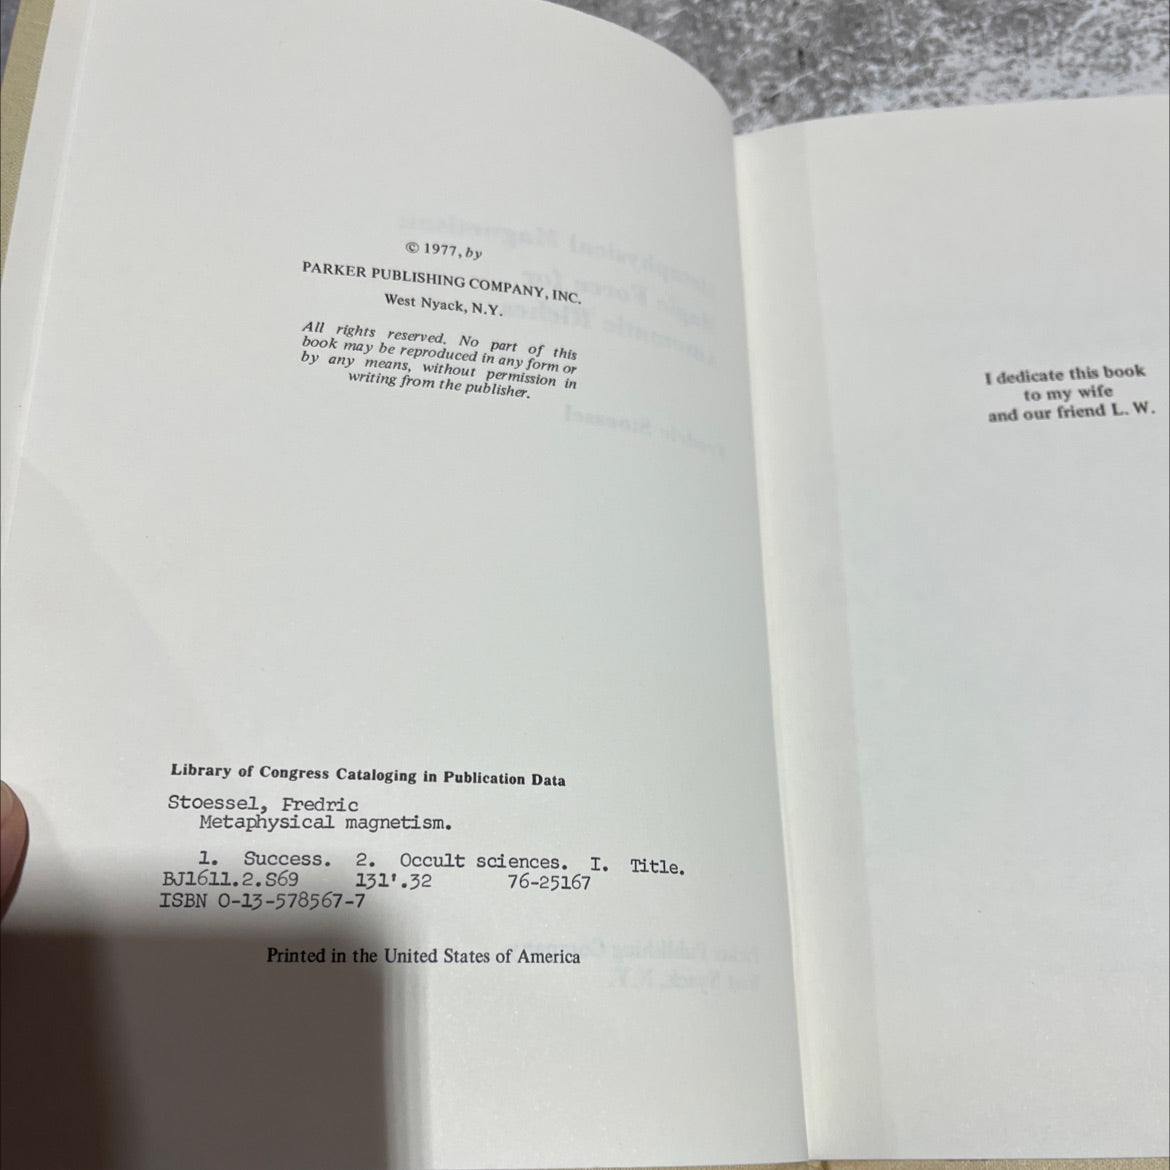 © 1977, by
PARKER PUBLISHING COMPANY, INC.
West Nyack, N.Y.
All rights reserved. No part of this
book may be reproduced in any form or
by any means, without permission in
writing from the publisher.
Library of Congress Cataloging in Publication Data
Stoessel, Fredric
Metaphysical magnetism.
1. Success. 2. Occult sciences. I. Title.
BJ1611.2.S69 131'.32 76-25167
ISBN 0-13-578567-7
Printed in the United States of America
I dedicate this book
to my wife
and our friend L. W.